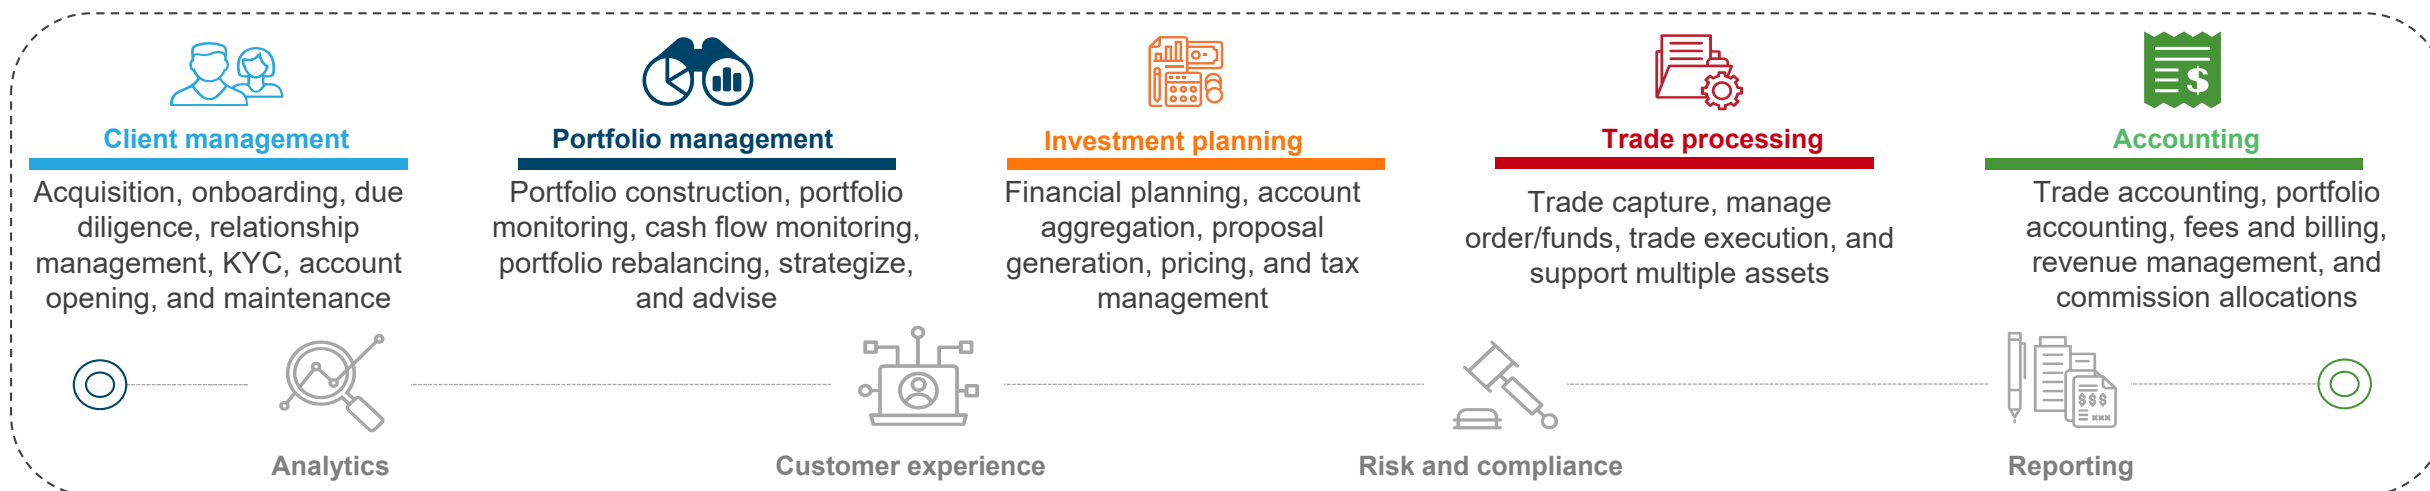 Client management
Acquisition, onboarding, due
diligence, relationship
management, KYC, account
opening, and maintenance
Portfolio management
Portfolio construction, portfolio
monitoring, cash flow monitoring,
portfolio rebalancing, strategize,
and advise
Investment planning
Financial planning, account
aggregation, proposal
generation, pricing, and tax
management
Trade processing
Trade capture, manage
order/funds, trade execution, and
support multiple assets
$
Accounting
Trade accounting, portfolio
accounting, fees and billing,
revenue management, and
commission allocations
Analytics
Customer experience
Risk and compliance
$$$
xxx
Reporting